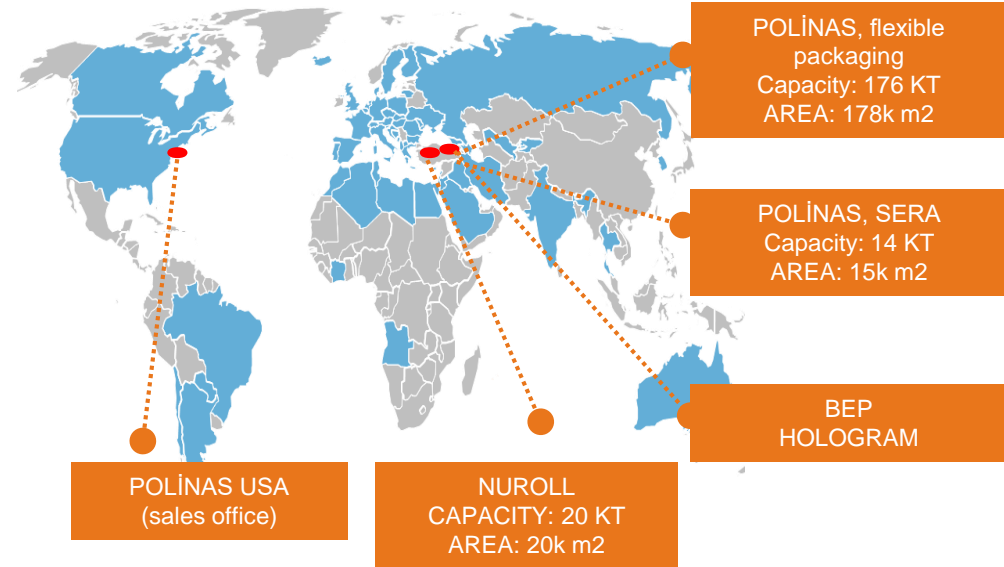 POLİNAS, flexible
packaging
Capacity: 176 KT
AREA: 178k m2
POLİNAS, SERA
Capacity: 14 KT
AREA: 15k m2
BEP
HOLOGRAM
POLİNAS USA
(sales office)
NUROLL
CAPACITY: 20 KT
AREA: 20k m2